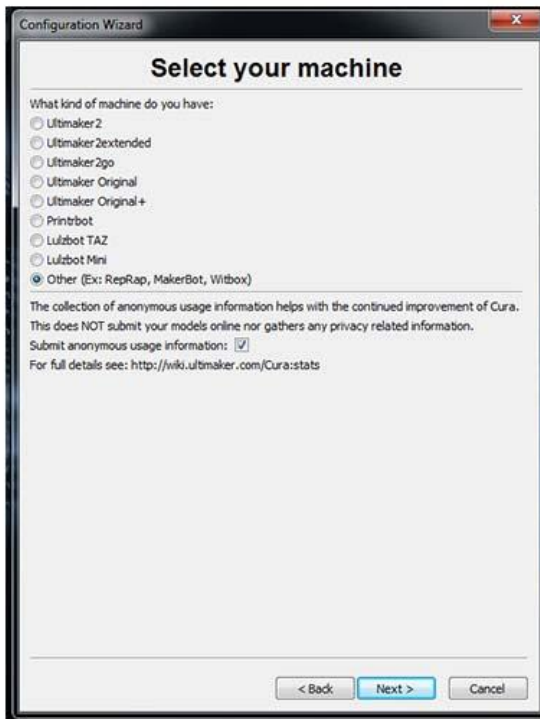 Configuration Wizard
Select your machine
What kind of machine do you have:
Ultimaker2
Ultimaker2extended
Ultimaker2go
Ultimaker Original
Ultimaker Original+
Printrbot
Lulzbot TAZ
Lulzbot Mini
Other (Ex: RepRap, MakerBot, Witbox)
The collection of anonymous usage information helps with the continued improvement of Cura.
This does NOT submit your models online nor gathers any privacy related information.
Submit anonymous usage information:
For full details see: http://wiki.ultimaker.com/Cura:stats
< Back Next > Cancel